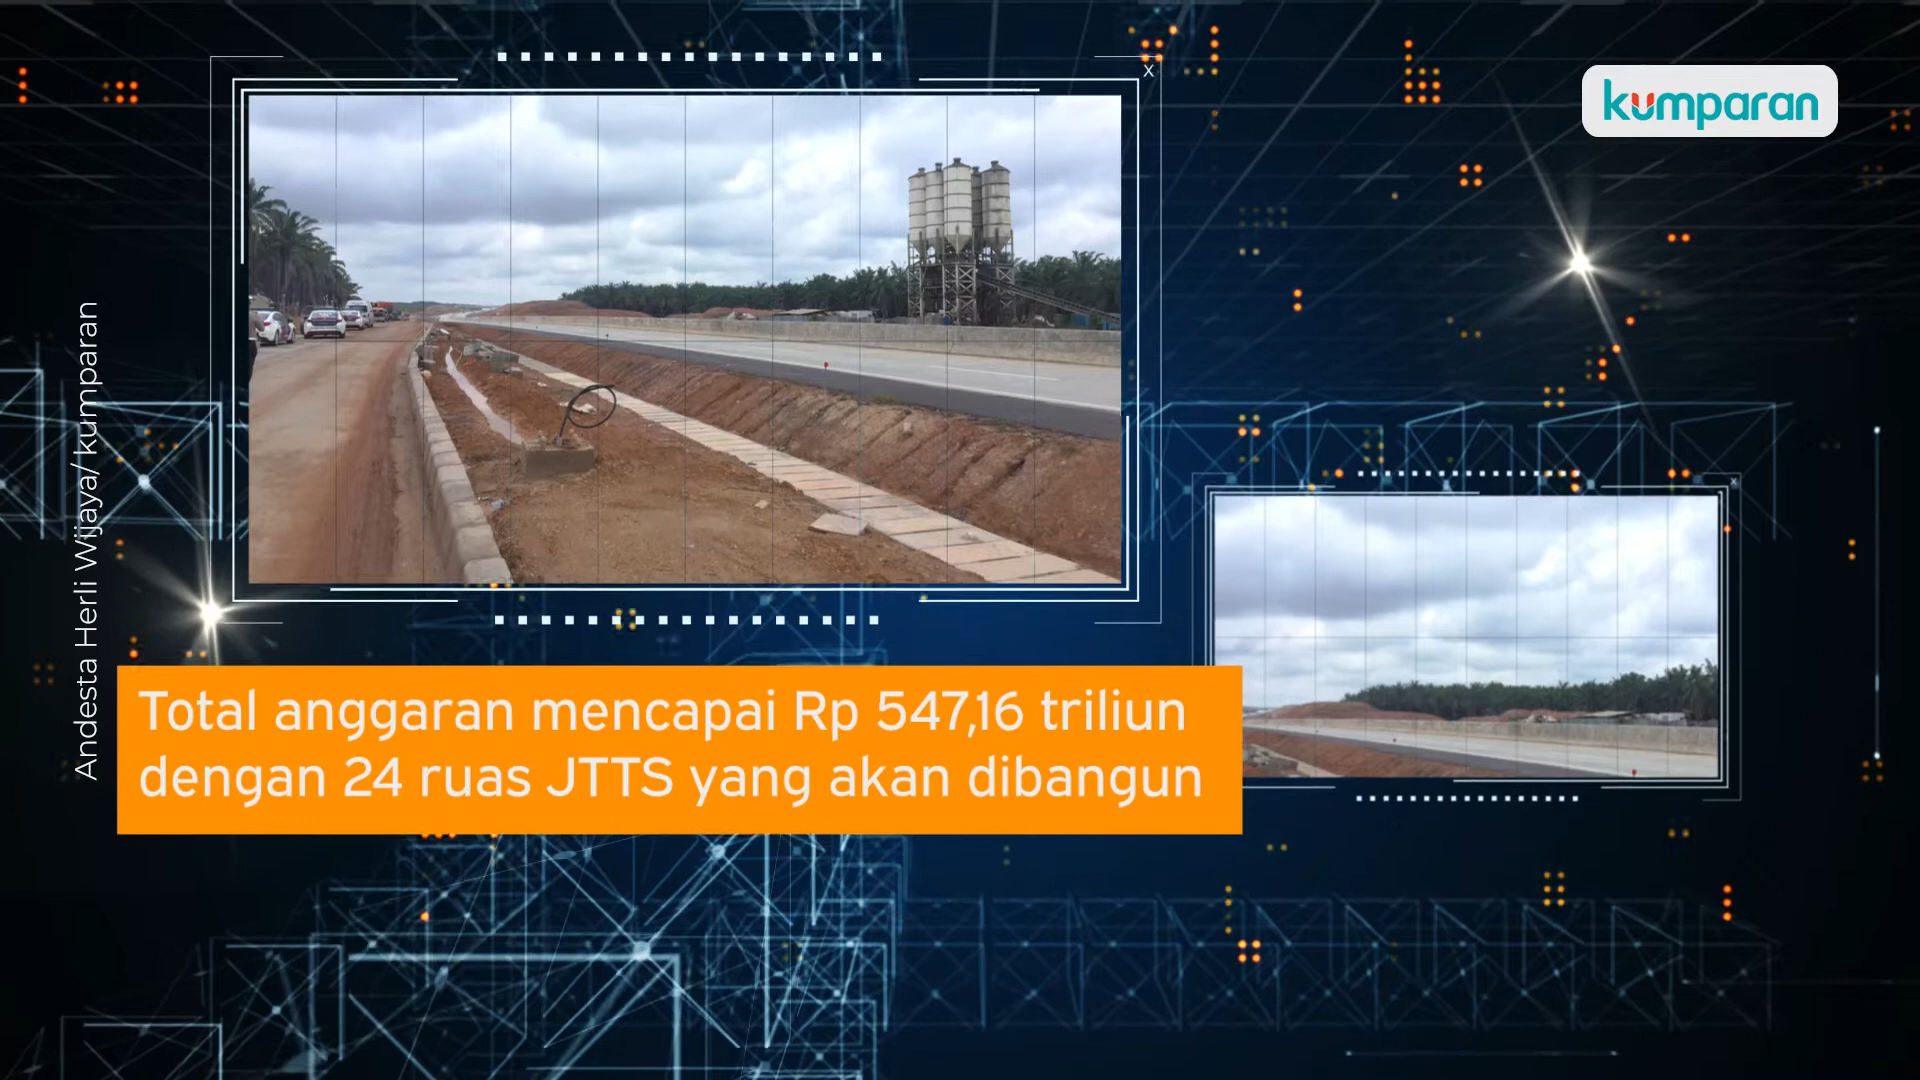 kumparan
Andesta Herli Wijaya/ kumparan
Total anggaran mencapai Rp 547,16 triliun
dengan 24 ruas JTTS yang akan dibangun